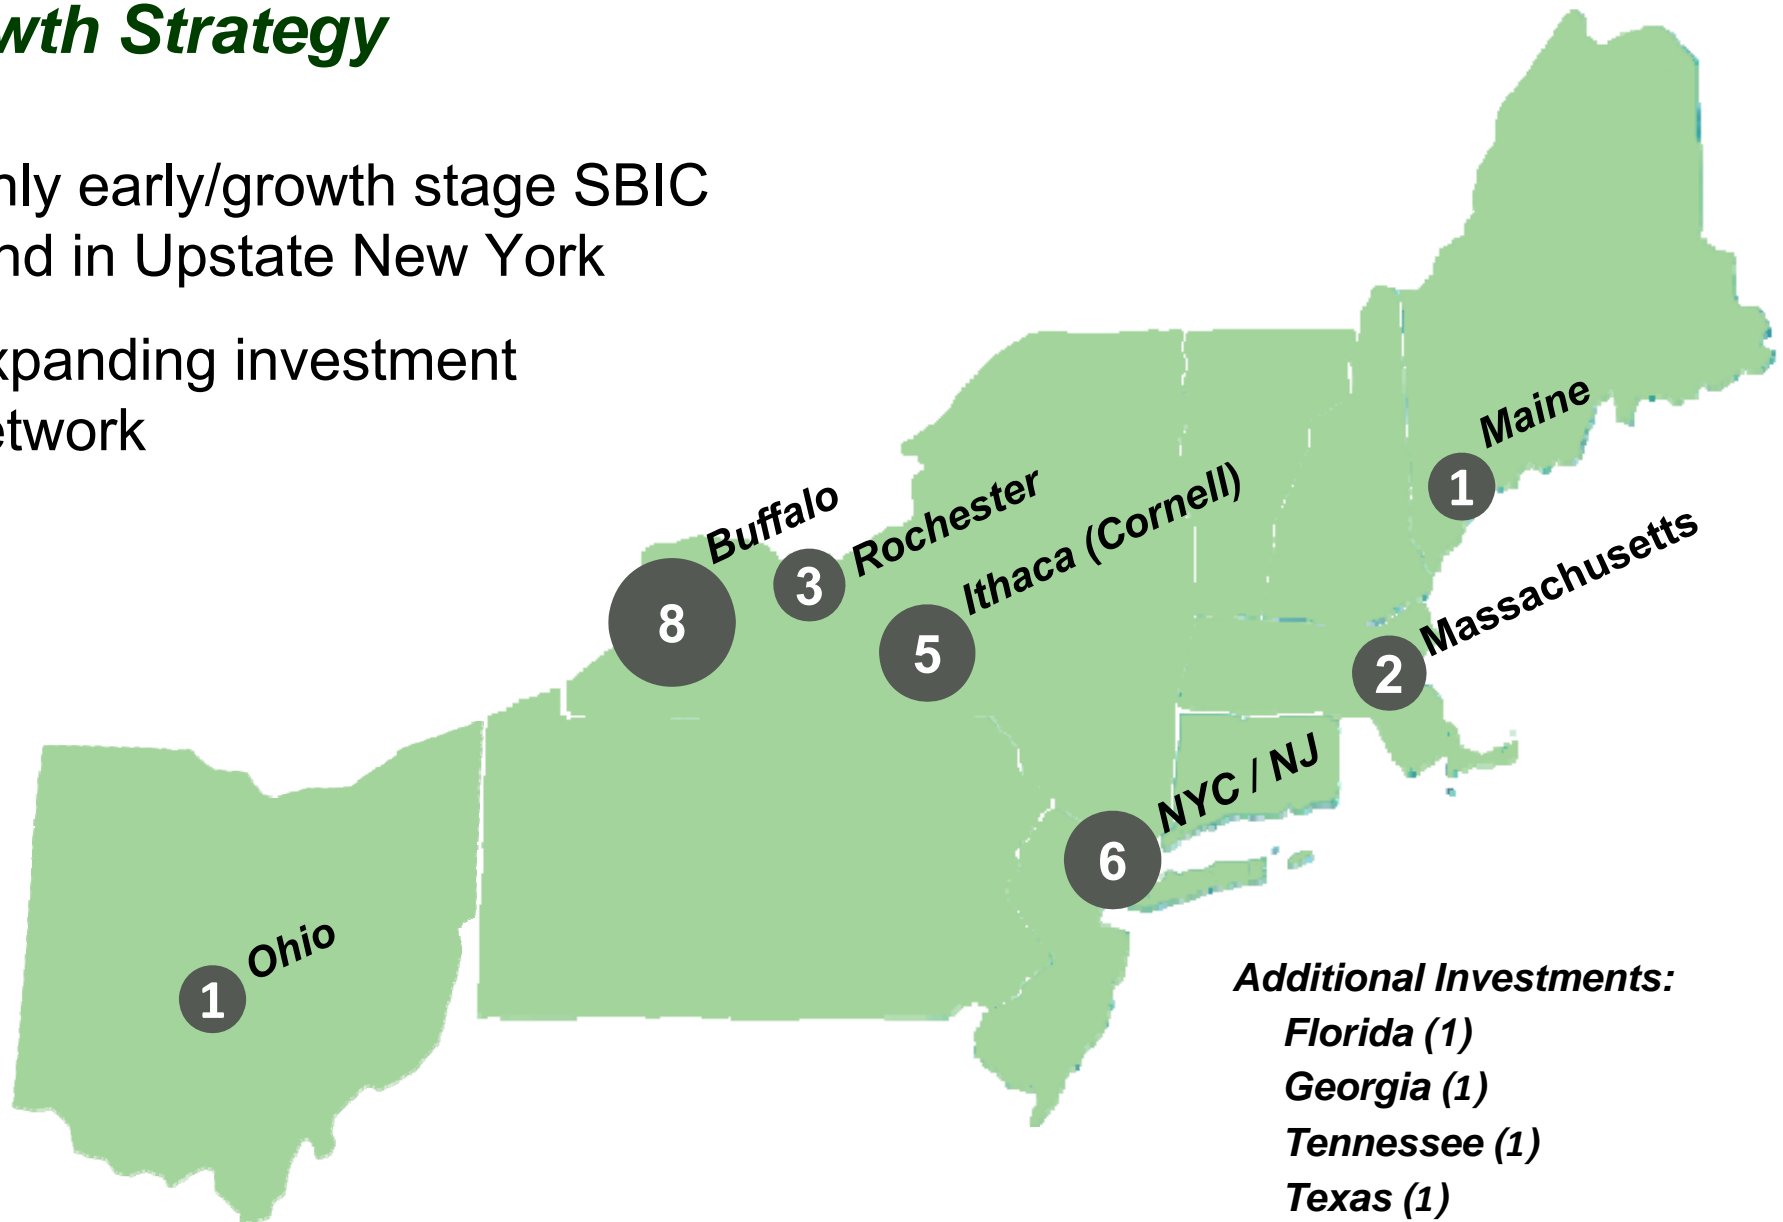 wth Strategy
nly early/growth stage SBIC
nd in Upstate New York
xpanding investment
etwork
Maine
1
Buffalo
8
Rochester
3
Ithaca (Cornell)
5
Massachusetts
2
NYC / NJ
6
Ohio
1
Additional Investments:
Florida (1)
Georgia (1)
Tennessee (1)
Texas (1)